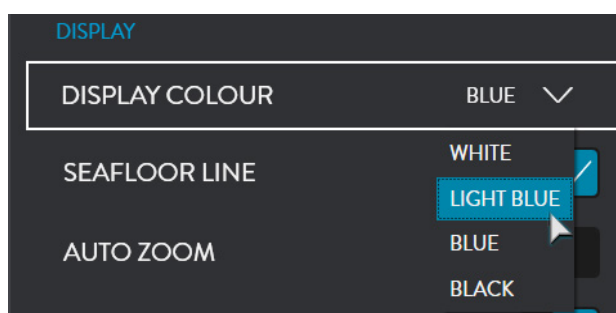 DISPLAY
DISPLAY COLOUR BLUE
WHITE
SEAFLOOR LINE
LIGHT BLUE
BLUE
AUTO ZOOM
BLACK